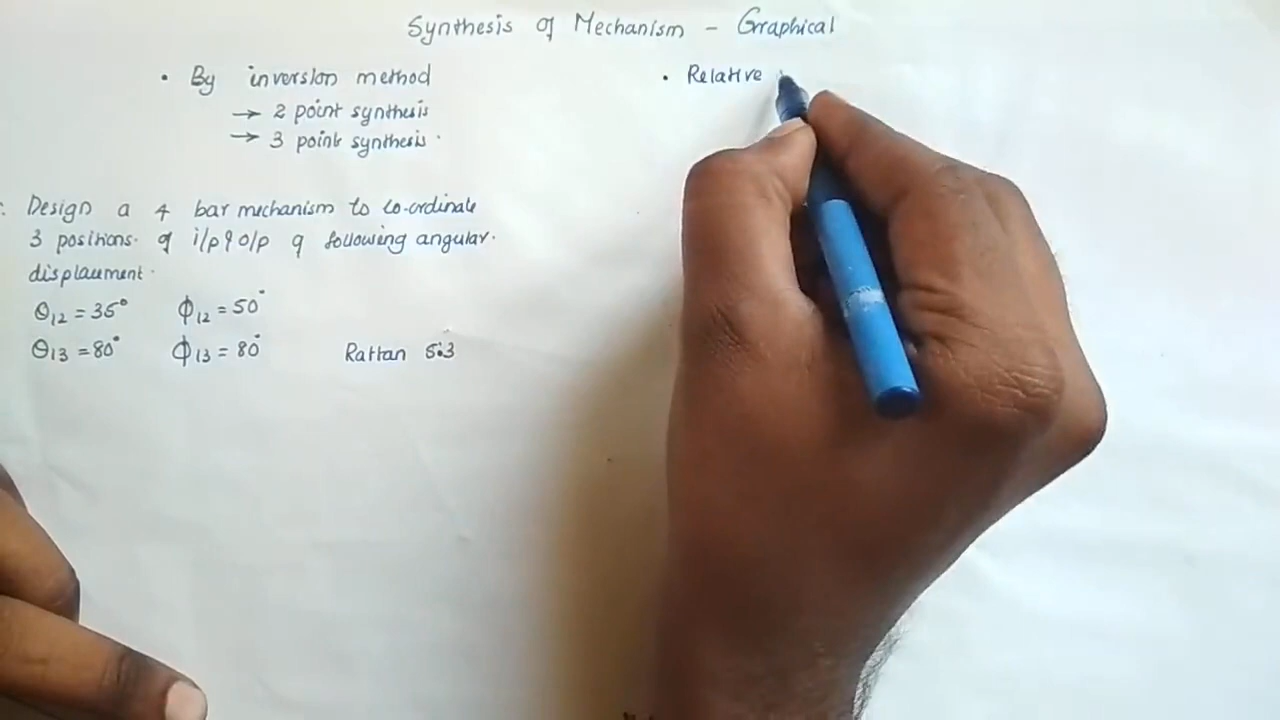 Synthesis of Mechanism - Graphical
• By inversion method
→ 2 point synthesis
→ 3 point synthesis.
• Relative
: Design a 4 bar mechanism to co-ordinate
3 positions. of i/p & o/p of following angular.
displacment.
θ12 = 35° ϕ12 = 50°
θ13 = 80° ϕ13 = 80° Rattan 5.3